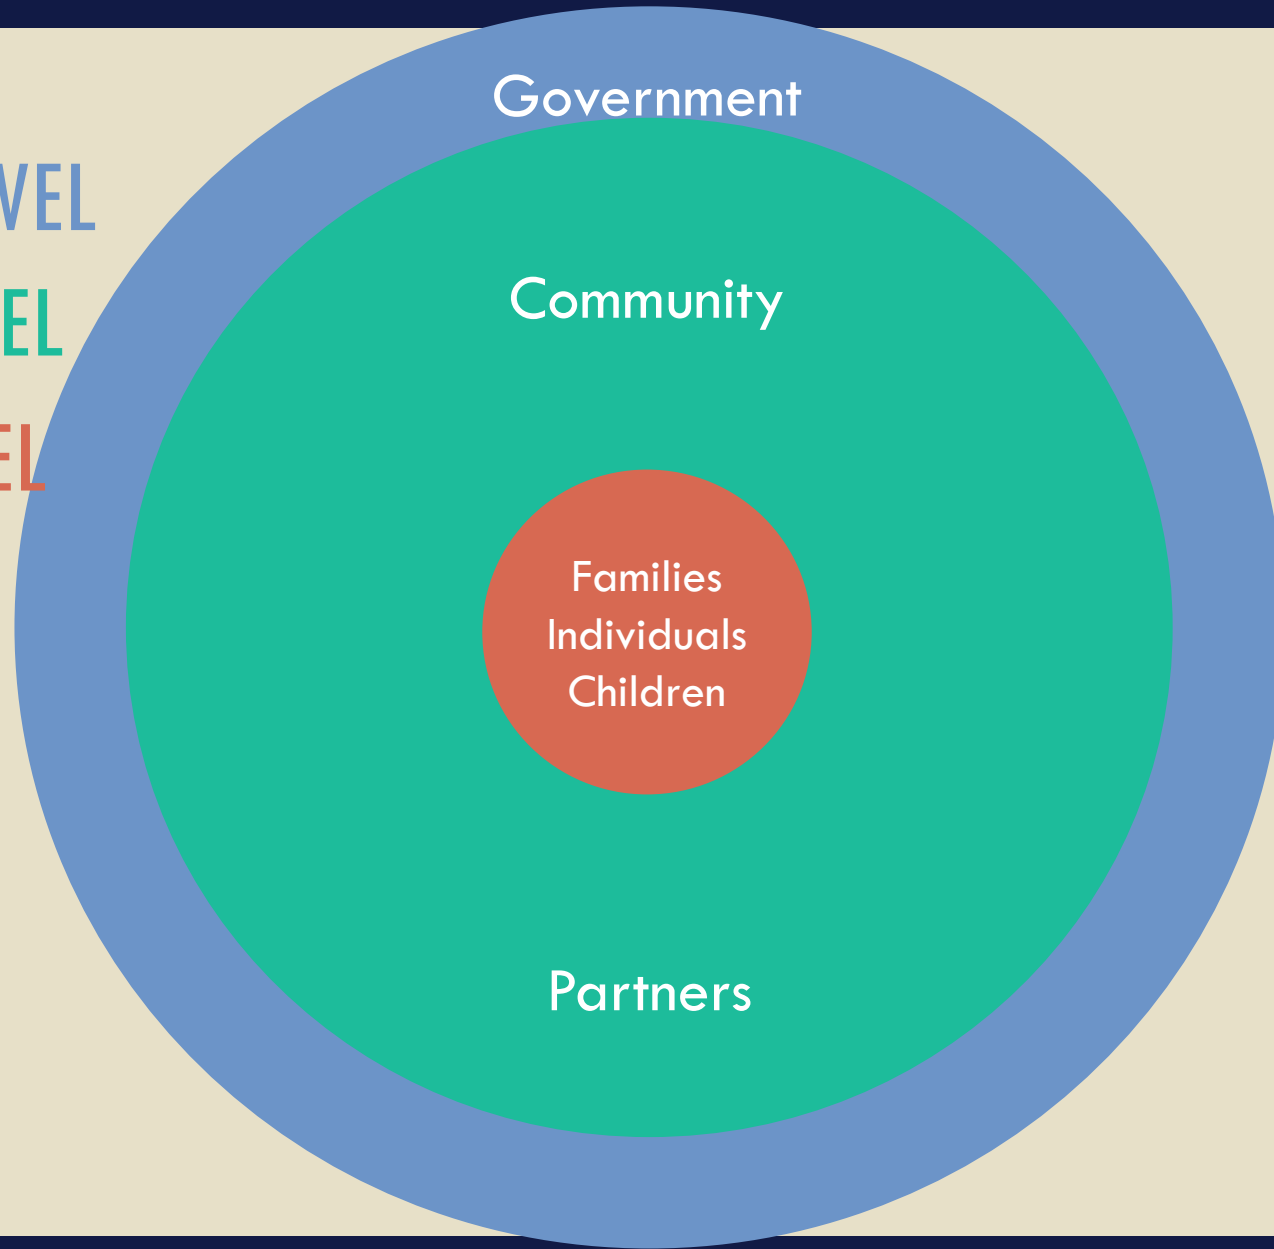 Government
VEL
Community
EL
EL
Families
Individuals
Children
Partners